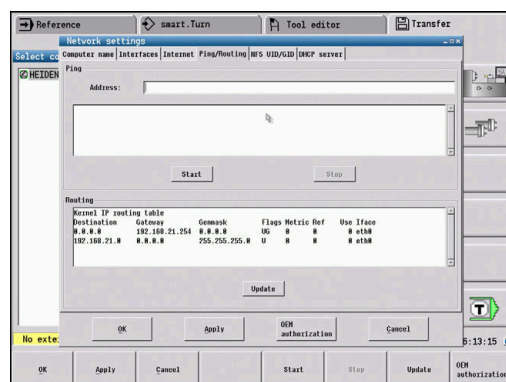 Reference smart.Turn Tool editor Transfer
Network settings
Select co
Computer name Interfaces Internet Ping/Routing NFS UID/GID DHCP server
HEIDEN
Ping
Address:
Start Stop
Routing
Kernel IP routing table
Destination Gateway Genmask Flags Metric Ref Use Iface
0.0.0.0 192.168.21.254 0.0.0.0 UG 0 0 0 eth0
192.168.21.0 0.0.0.0 255.255.255.0 U 0 0 0 eth0
Update
OK Apply OEM authorization Cancel
T
No exte
6:13:15
OK Apply Cancel Start Stop Update OEM authorization